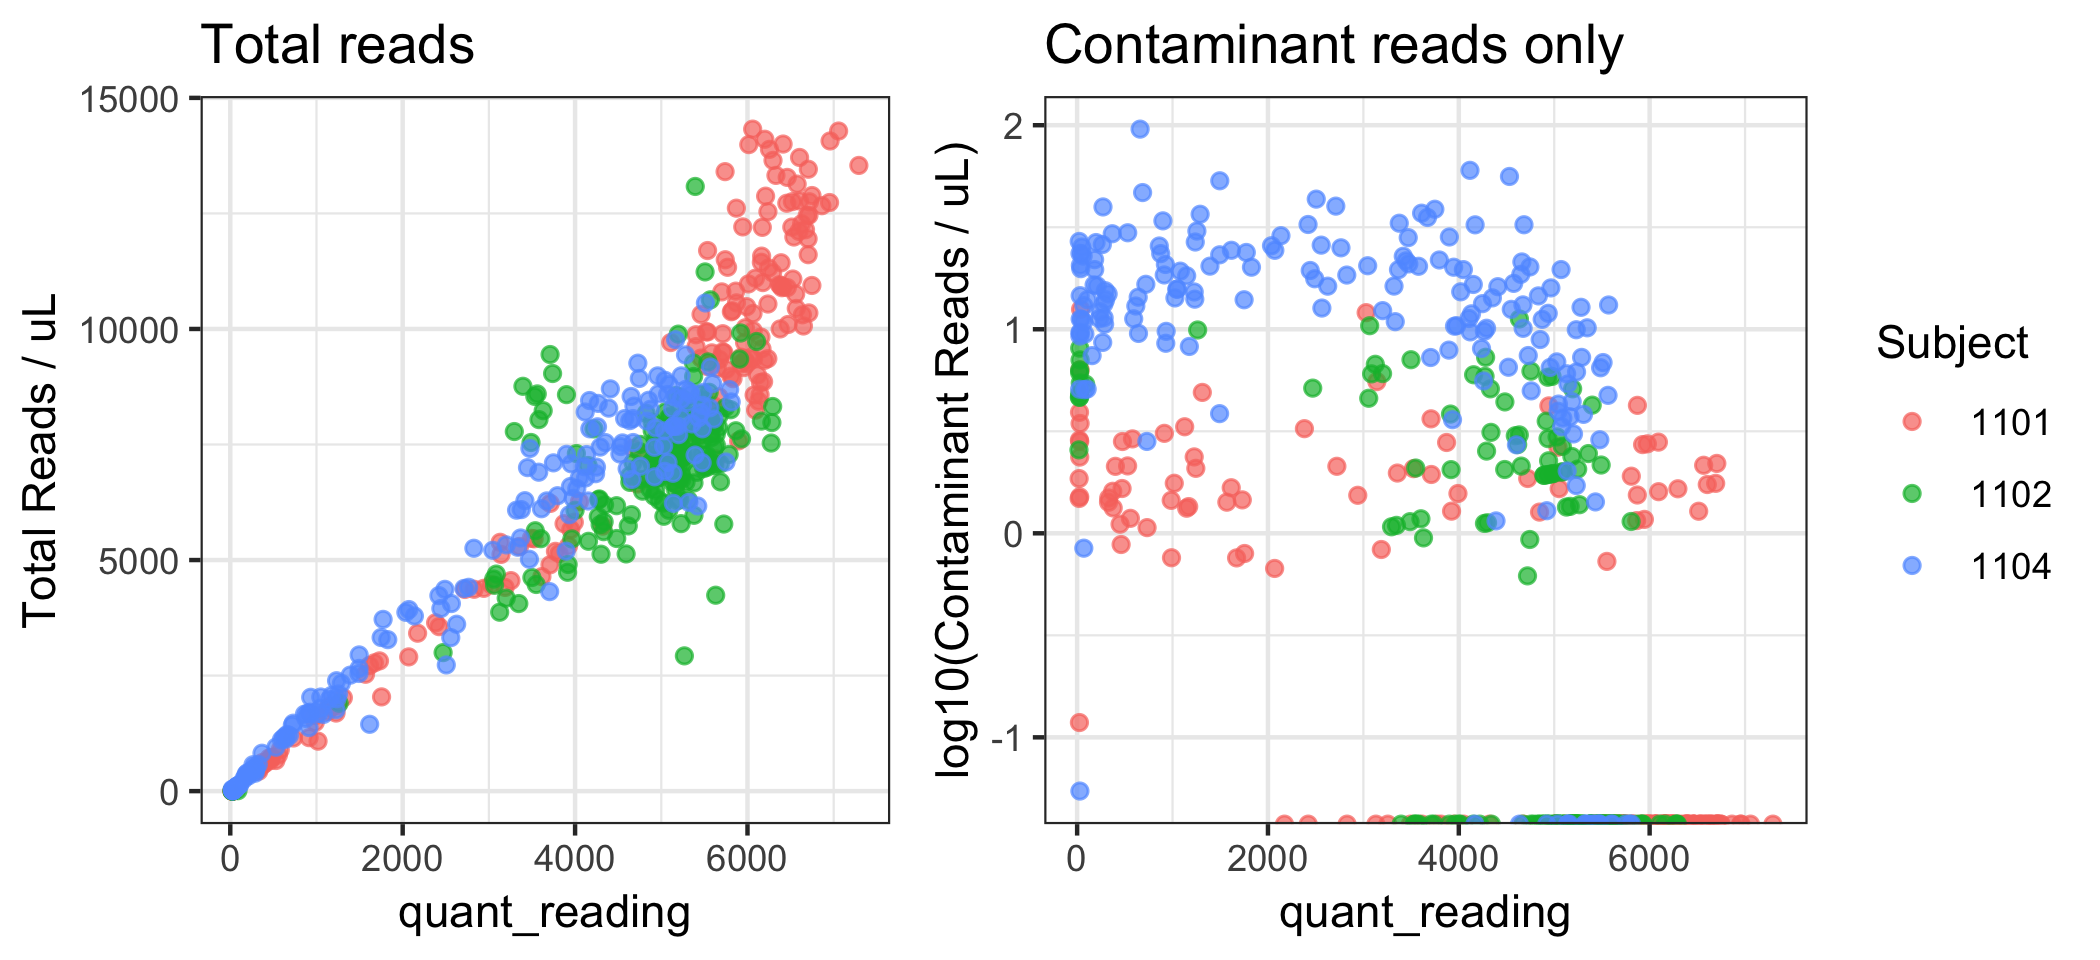 Total reads
Total Reads / uL
15000
10000
5000
0
0 2000 4000 6000
quant_reading
Contaminant reads only
log10(Contaminant Reads / uL)
2
1
0
-1
0 2000 4000 6000
quant_reading
Subject
1101
1102
1104